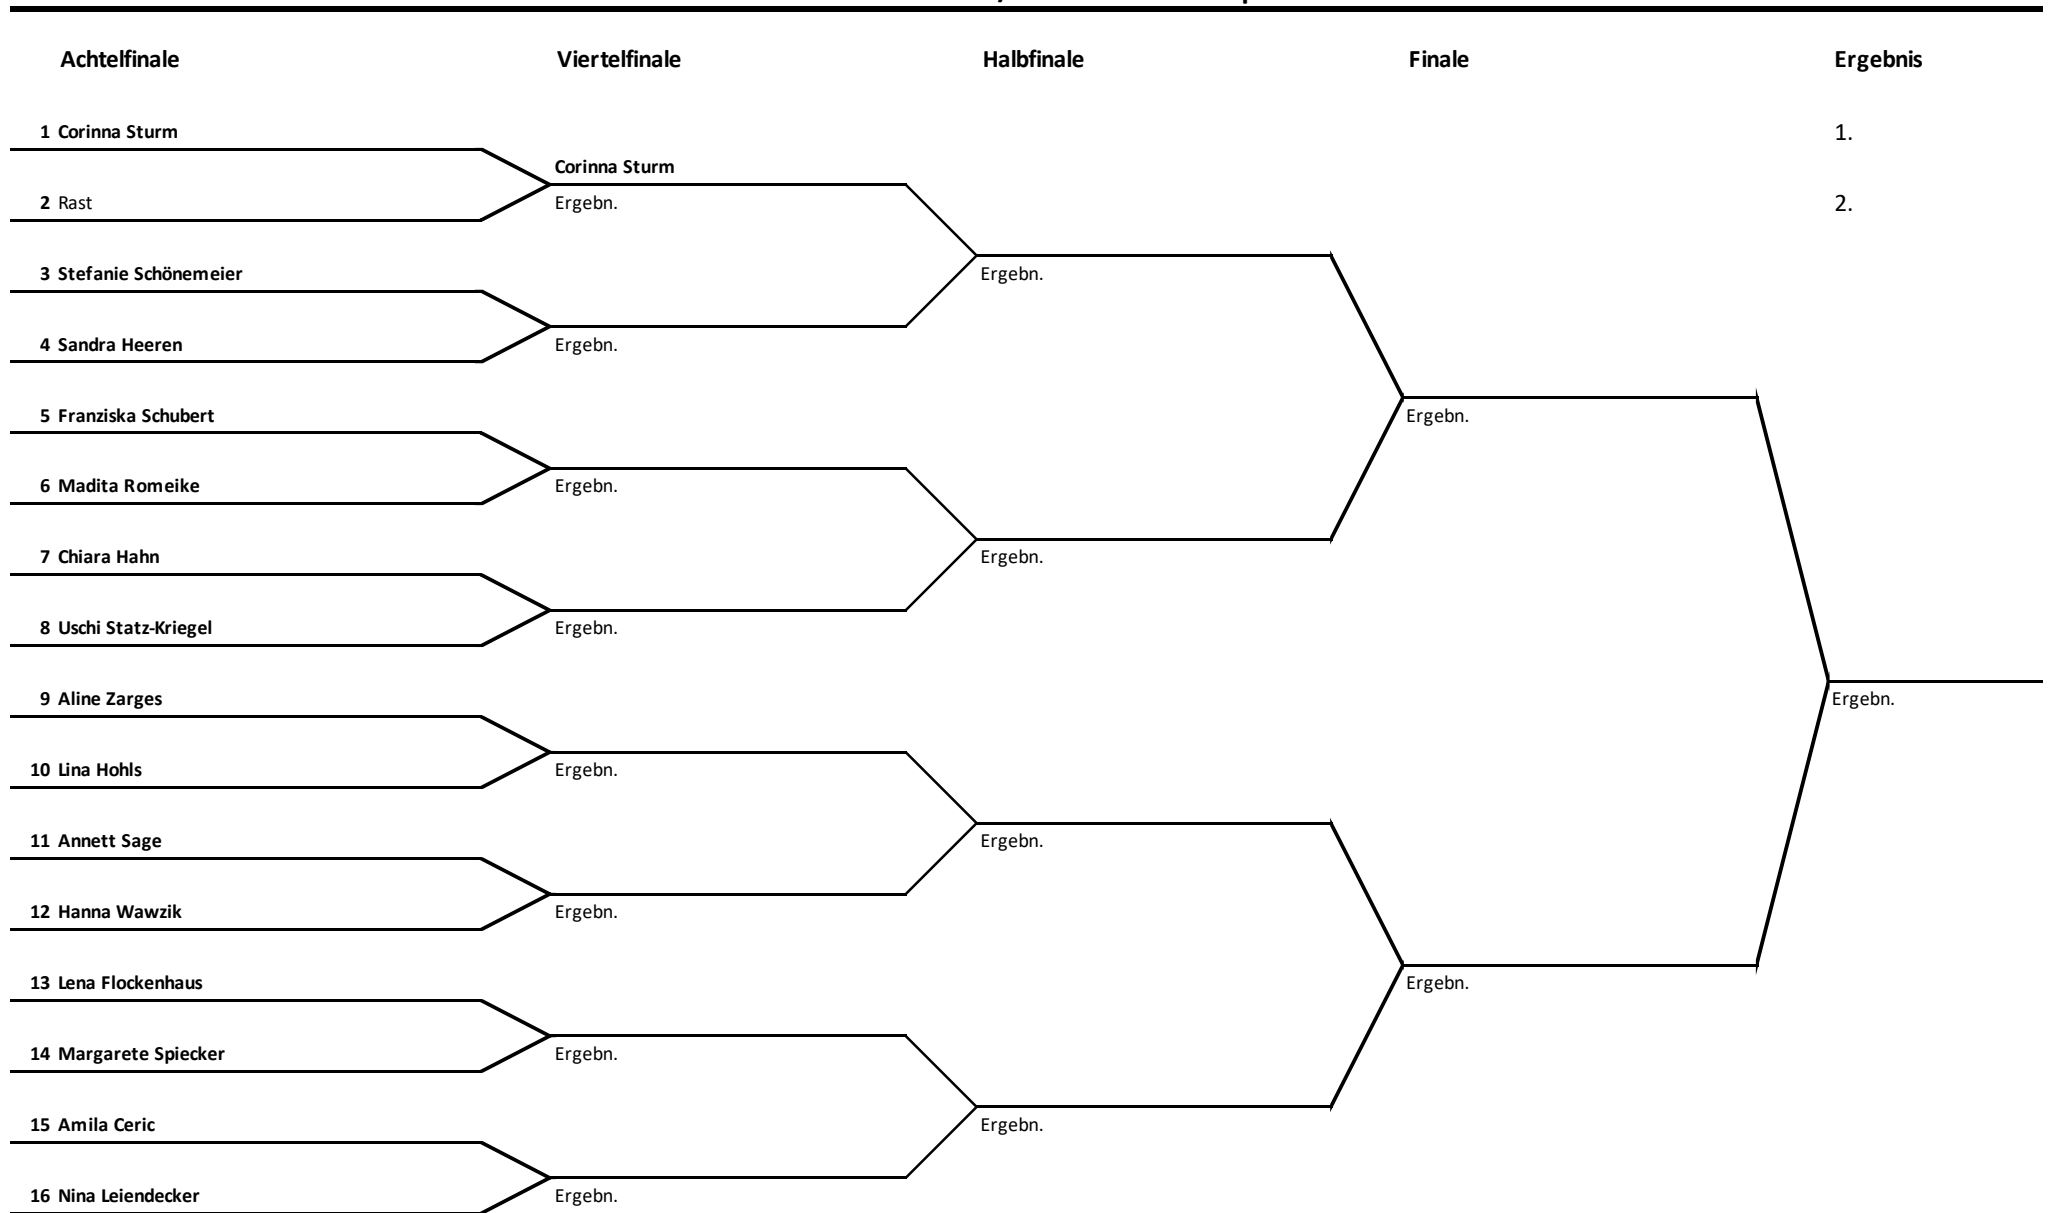 Achtelfinale Viertelfinale Halbfinale Finale Ergebnis
1 Corinna Sturm 1.
Corinna Sturm
2 Rast Ergebn. 2.
3 Stefanie Schönemeier Ergebn.
4 Sandra Heeren Ergebn.
5 Franziska Schubert Ergebn.
6 Madita Romeike Ergebn.
7 Chiara Hahn Ergebn.
8 Uschi Statz-Kriegel Ergebn.
9 Aline Zarges Ergebn.
10 Lina Hohls Ergebn.
11 Annett Sage Ergebn.
12 Hanna Wawzik Ergebn.
13 Lena Flockenhaus Ergebn.
14 Margarete Spiecker Ergebn.
15 Amila Ceric Ergebn.
16 Nina Leiendecker Ergebn.